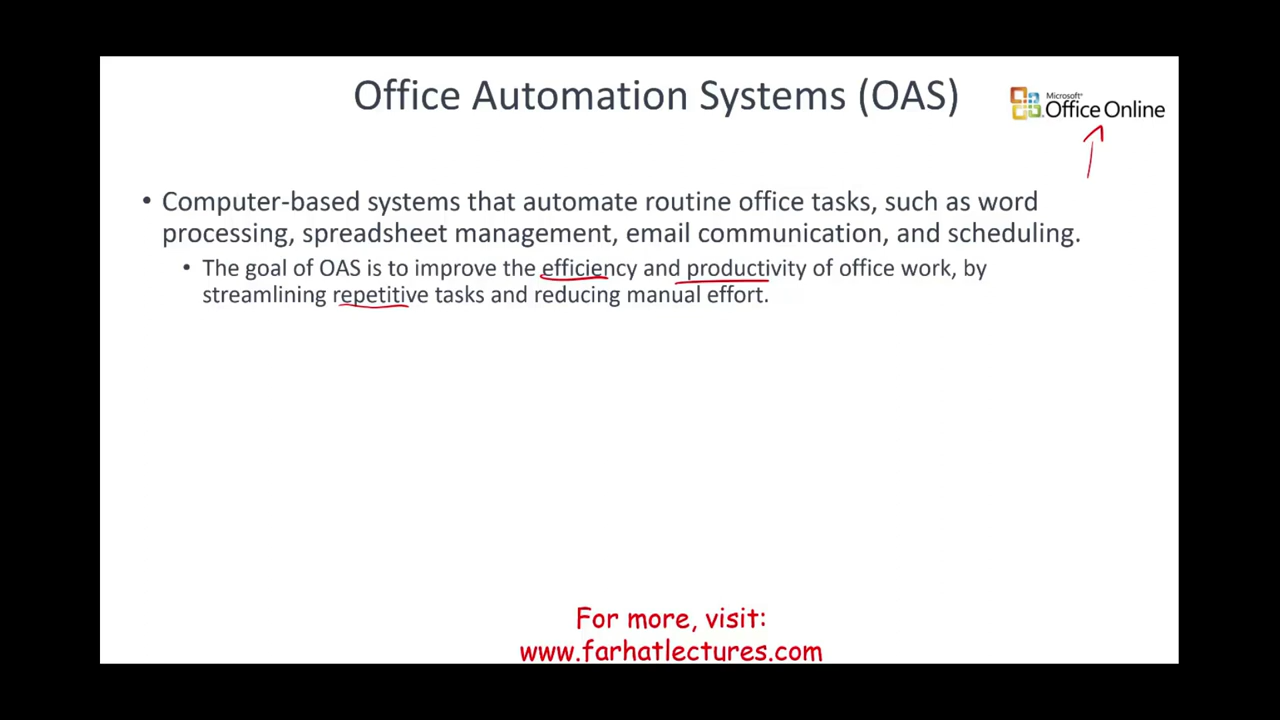 Office Automation Systems (OAS)
Microsoft®
Office Online
• Computer-based systems that automate routine office tasks, such as word
processing, spreadsheet management, email communication, and scheduling.
• The goal of OAS is to improve the efficiency and productivity of office work, by
streamlining repetitive tasks and reducing manual effort.
For more, visit:
www.farhatlectures.com